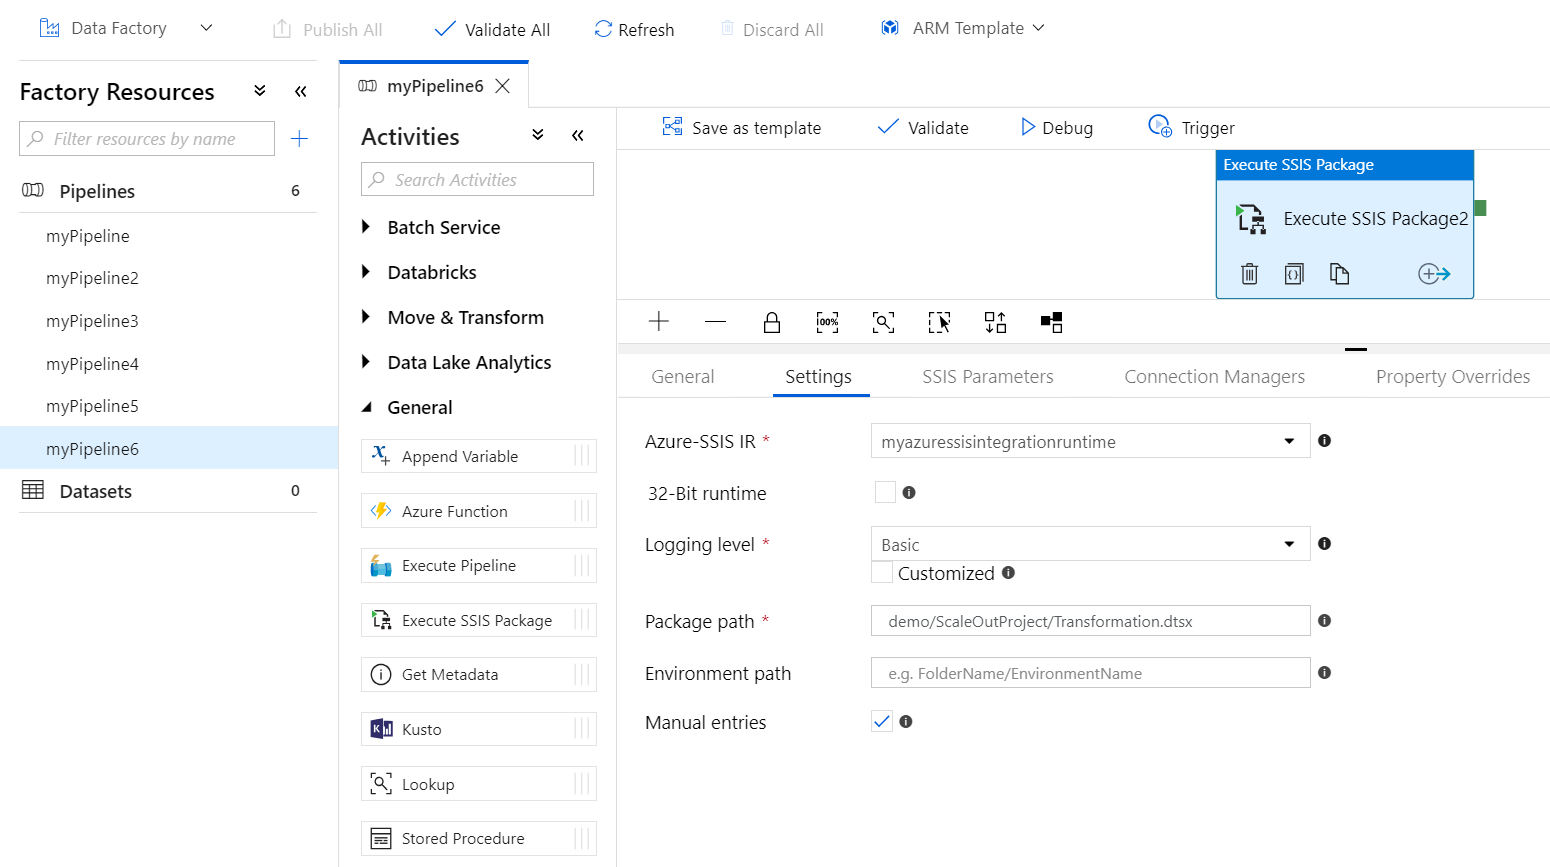 Data Factory
Publish All
Validate All
Refresh
Discard All
ARM Template
Factory Resources
Filter resources by name
Pipelines 6
myPipeline
myPipeline2
myPipeline3
myPipeline4
myPipeline5
myPipeline6
Datasets 0
myPipeline6
Activities
Search Activities
Batch Service
Databricks
Move & Transform
Data Lake Analytics
General
Append Variable
Azure Function
Execute Pipeline
Execute SSIS Package
Get Metadata
Kusto
Lookup
Stored Procedure
Save as template
Validate
Debug
Trigger
Execute SSIS Package
Execute SSIS Package2
100%
General
Settings
SSIS Parameters
Connection Managers
Property Overrides
Azure-SSIS IR * myazuressisintegrationruntime
32-Bit runtime
Logging level * Basic
Customized
Package path * demo/ScaleOutProject/Transformation.dtsx
Environment path e.g. FolderName/EnvironmentName
Manual entries